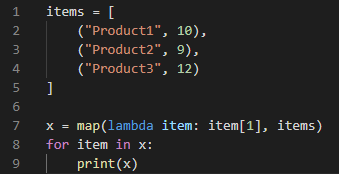 1 items = [
2     ("Product1", 10),
3     ("Product2", 9),
4     ("Product3", 12)
5 ]
6
7 x = map(lambda item: item[1], items)
8 for item in x:
9     print(x)